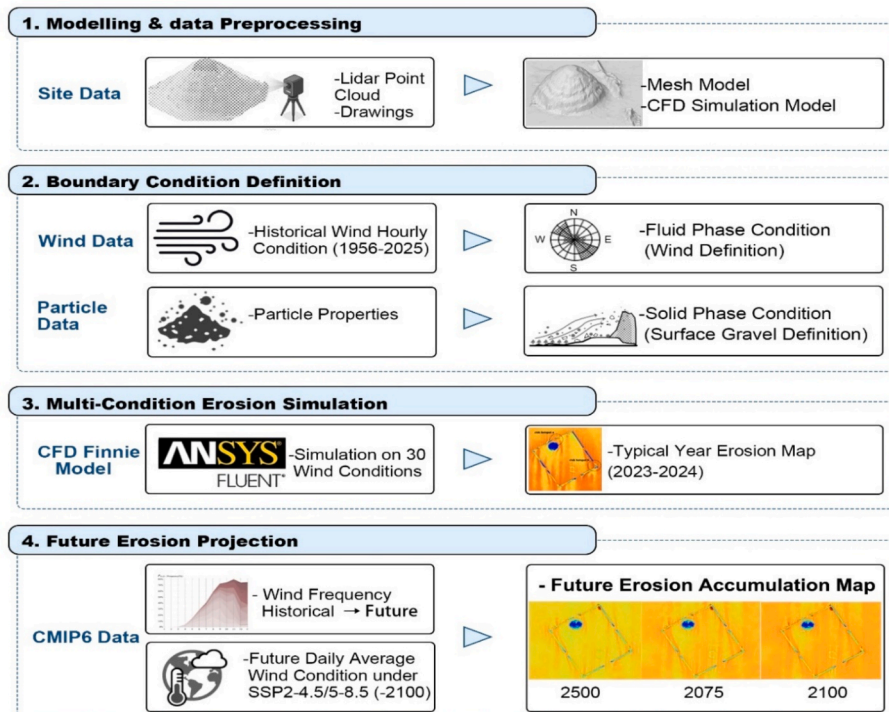 1. Modelling & data Preprocessing
Site Data
-Lidar Point
Cloud
-Drawings
-Mesh Model
-CFD Simulation Model
2. Boundary Condition Definition
Wind Data
-Historical Wind Hourly
Condition (1956-2025)
N
W
E
S
-Fluid Phase Condition
(Wind Definition)
Particle
Data
-Particle Properties
-Solid Phase Condition
(Surface Gravel Definition)
3. Multi-Condition Erosion Simulation
CFD Finnie
Model
ANSYS®
FLUENT®
-Simulation on 30
Wind Conditions
-Typical Year Erosion Map
(2023-2024)
4. Future Erosion Projection
CMIP6 Data
- Wind Frequency
Historical → Future
-Future Daily Average
Wind Condition under
SSP2-4.5/5-8.5 (-2100)
- Future Erosion Accumulation Map
2500
2075
2100